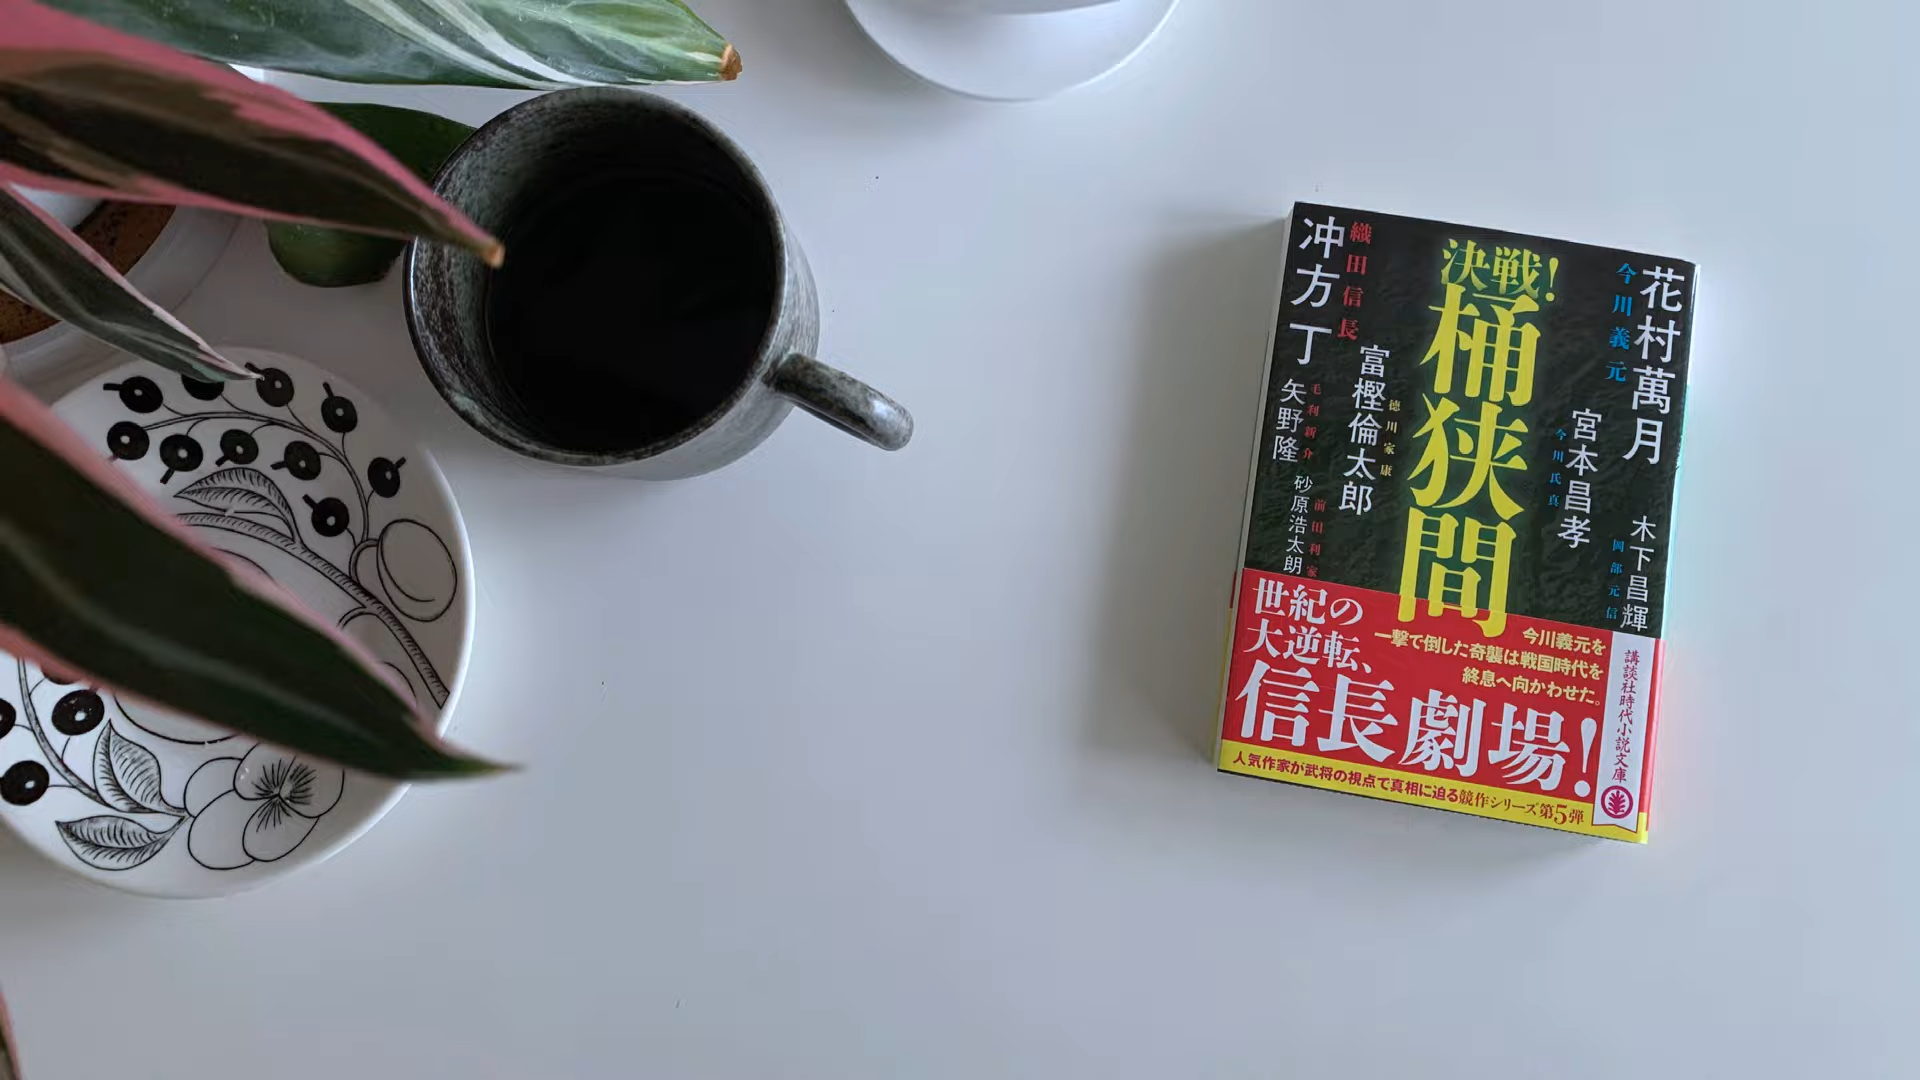 決戦!
桶狭間
花村萬月
今川義元
宮本昌孝
今川氏真
木下昌輝
岡部元信
富樫倫太郎
徳川家康
冲方丁
織田信長
矢野隆
毛利新介
砂原浩太朗
前田利家
世紀の
大逆転、
信長劇場!
今川義元を
一撃で倒した奇襲は戦国時代を
終息へ向かわせた。
人気作家が武将の視点で真相に迫る競作シリーズ第5弾
講談社時代小説文庫